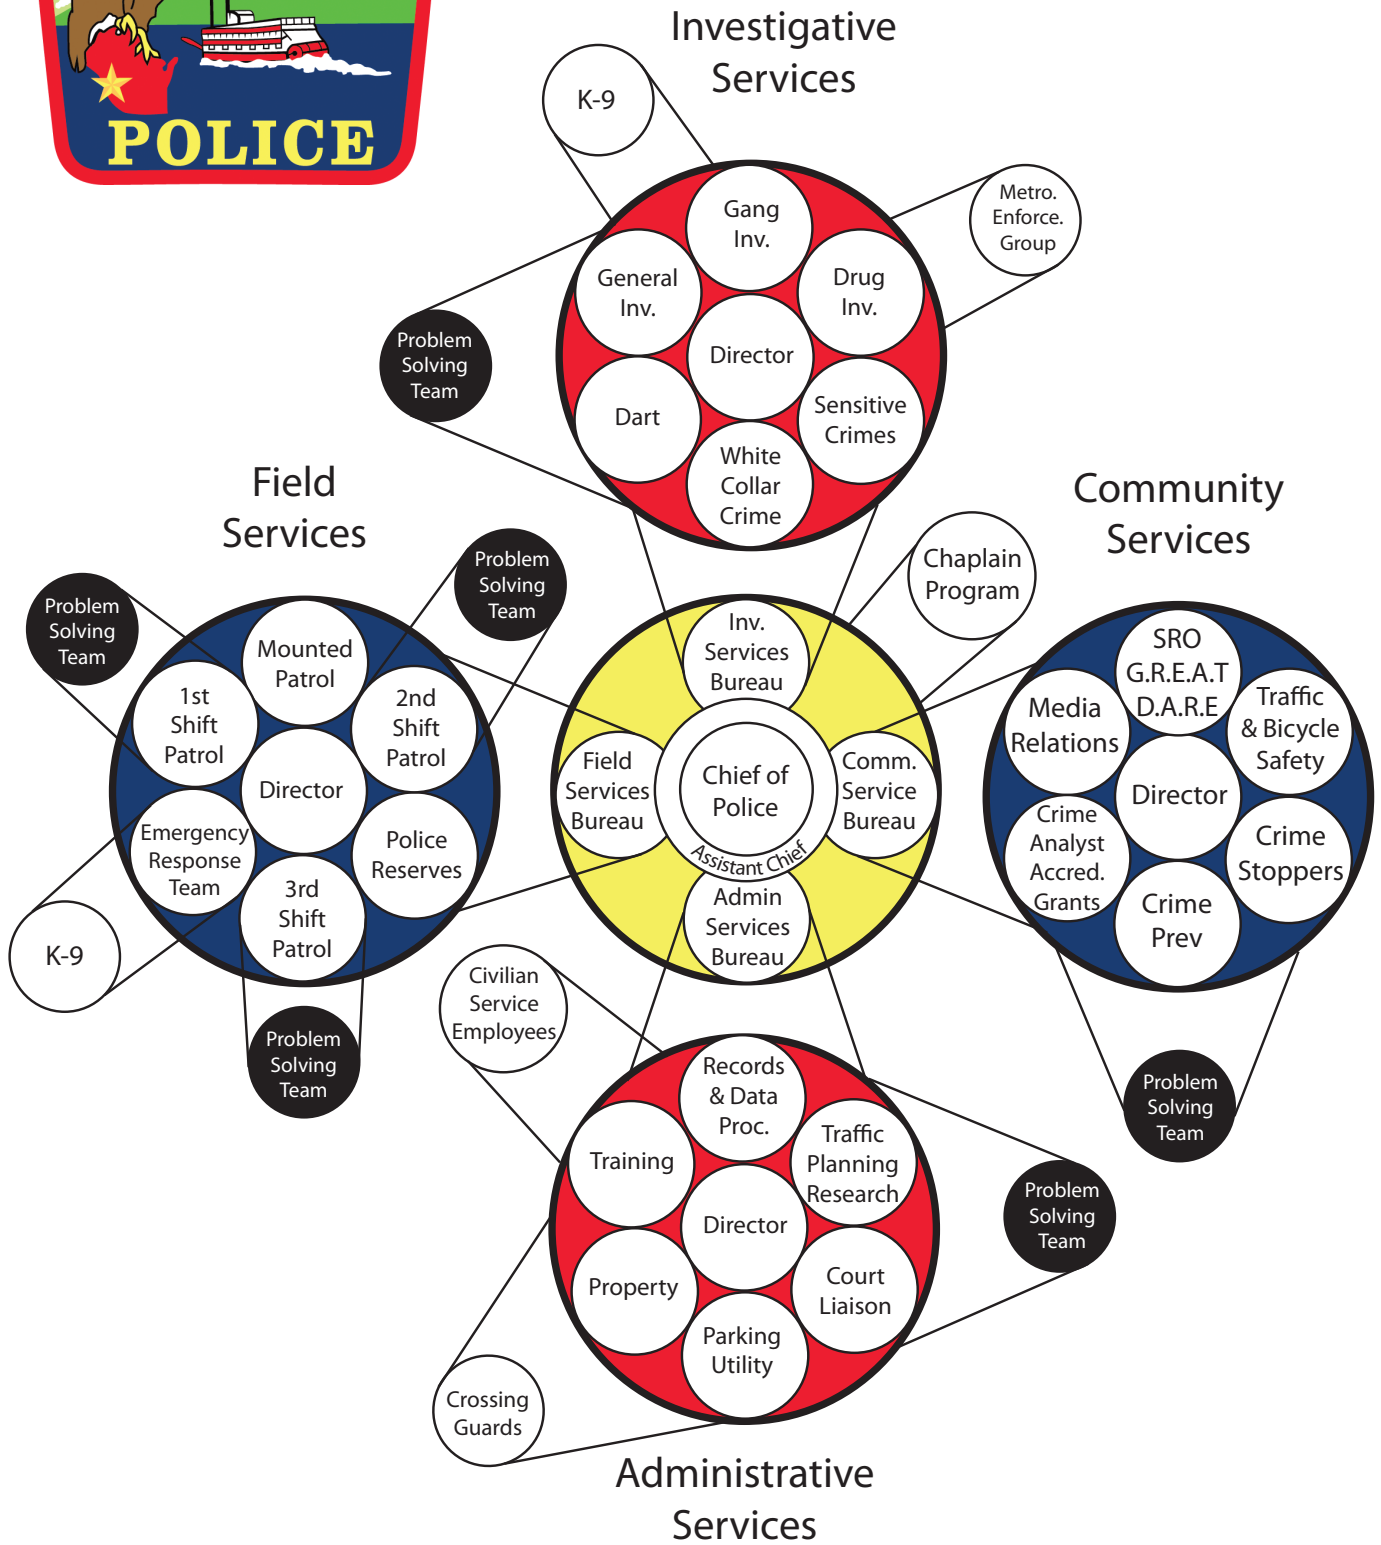 POLICE
Investigative
Services
K-9
Metro.
Enforce.
Group
Gang
Inv.
General
Inv.
Drug
Inv.
Director
Problem
Solving
Team
Dart
Sensitive
Crimes
White
Collar
Crime
Field
Services
Community
Services
Problem
Solving
Team
Problem
Solving
Team
Chaplain
Program
Mounted
Patrol
1st
Shift
Patrol
2nd
Shift
Patrol
Director
Emergency
Response
Team
Police
Reserves
3rd
Shift
Patrol
K-9
Problem
Solving
Team
Inv.
Services
Bureau
Field
Services
Bureau
Chief of
Police
Assistant Chief
Comm.
Service
Bureau
Admin
Services
Bureau
SRO
G.R.E.A.T
D.A.R.E
Media
Relations
Traffic
& Bicycle
Safety
Director
Crime
Analyst
Accred.
Grants
Crime
Stoppers
Crime
Prev
Problem
Solving
Team
Civilian
Service
Employees
Records
& Data
Proc.
Training
Traffic
Planning
Research
Director
Property
Court
Liaison
Parking
Utility
Problem
Solving
Team
Crossing
Guards
Administrative
Services